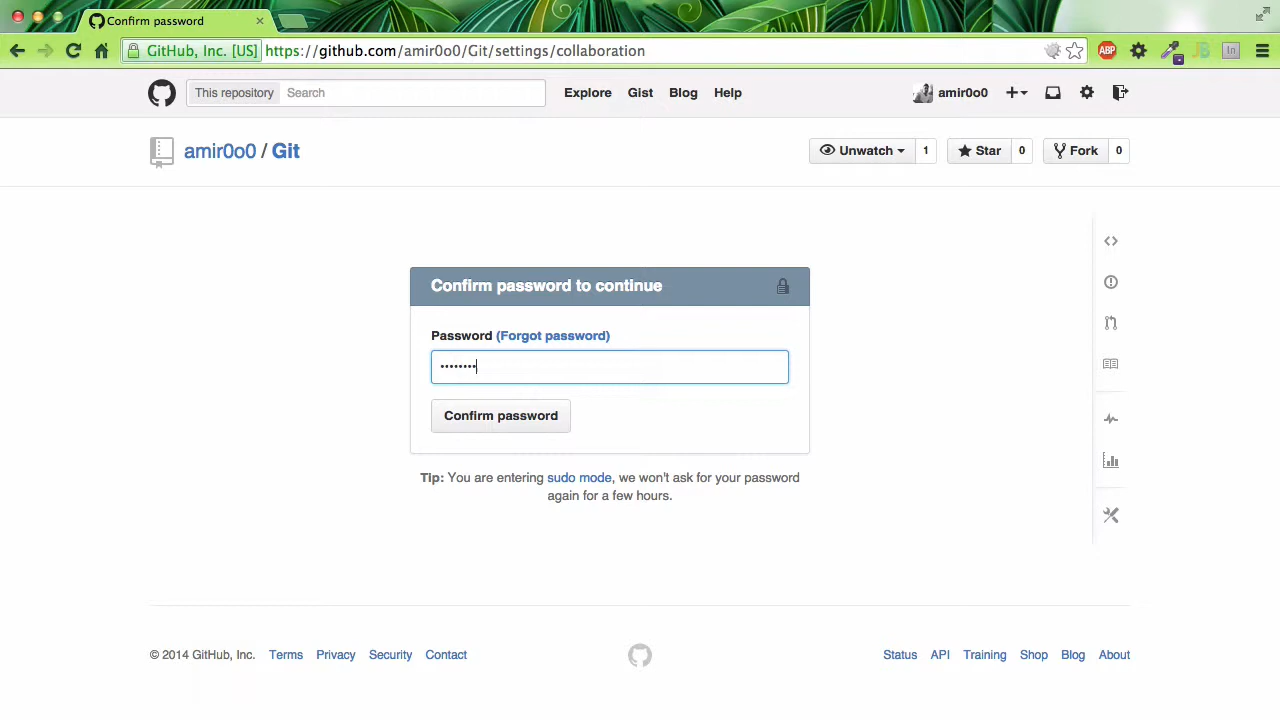 Confirm password
GitHub, Inc. [US] https://github.com/amir0o0/Git/settings/collaboration
ABP
In
This repository Search Explore Gist Blog Help amir0o0
amir0o0 / Git Unwatch 1 Star 0 Fork 0
Confirm password to continue
Password (Forgot password)
••••••••
Confirm password
Tip: You are entering sudo mode, we won't ask for your password
again for a few hours.
© 2014 GitHub, Inc. Terms Privacy Security Contact Status API Training Shop Blog About